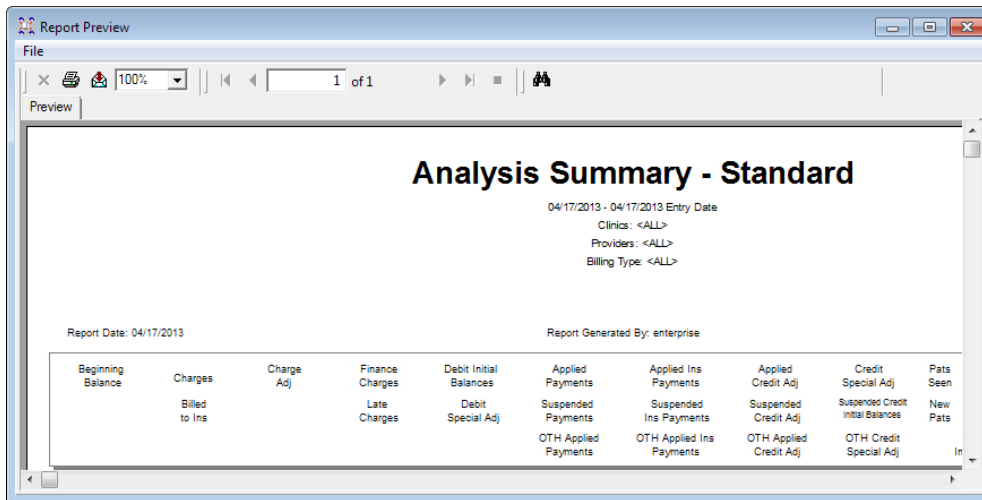 Report Preview
File
100%
1 of 1
Preview
Analysis Summary - Standard
04/17/2013 - 04/17/2013 Entry Date
Clinics: <ALL>
Providers: <ALL>
Billing Type: <ALL>
Report Date: 04/17/2013 Report Generated By: enterprise
Beginning Charge Finance Debit Initial Applied Applied Ins Applied Credit Pats
Balance Charges Adj Charges Balances Payments Payments Credit Adj Special Adj Seen
Billed Late Debit Suspended Suspended Suspended Suspended Credit New
to Ins Charges Special Adj Payments Ins Payments Credit Adj Initial Balances Pats
OTH Applied OTH Applied Ins OTH Applied OTH Credit
Payments Payments Credit Adj Special Adj